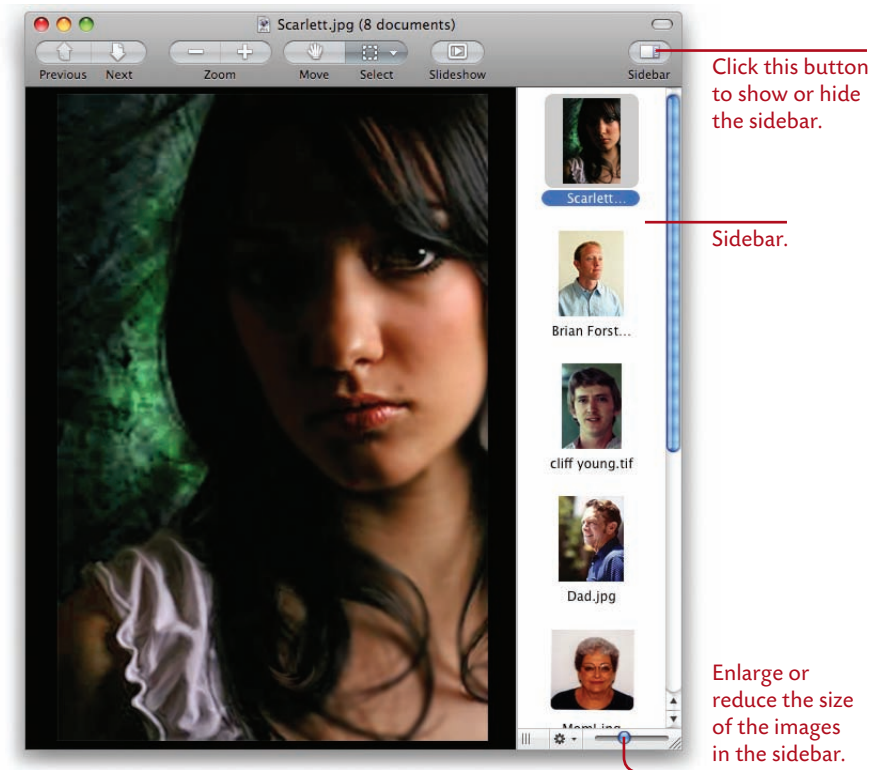 Scarlett.jpg (8 documents)
Previous Next Zoom Move Select Slideshow Sidebar
Click this button
to show or hide
the sidebar.
Scarlett...
Sidebar.
Brian Forst...
cliff young.tif
Dad.jpg
Enlarge or
reduce the size
of the images
in the sidebar.